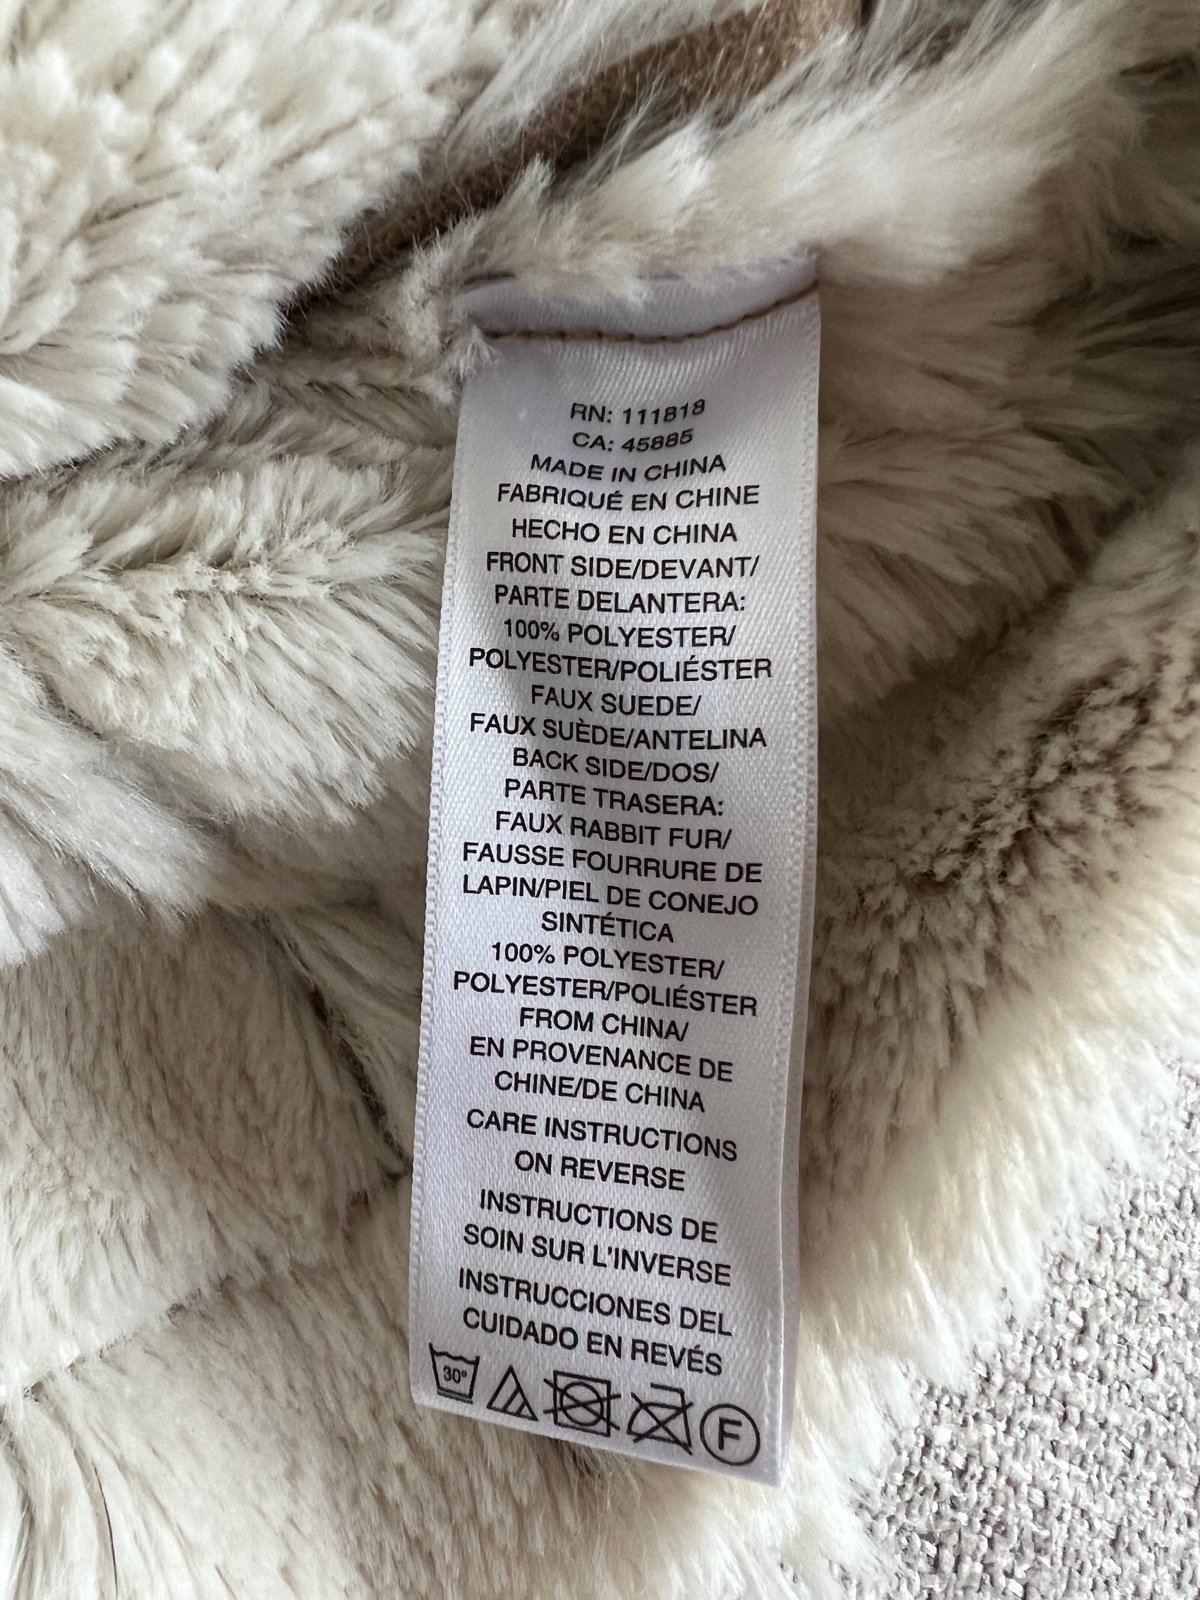 RN: 111818
CA: 45885
MADE IN CHINA
FABRIQUÉ EN CHINE
HECHO EN CHINA
FRONT SIDE/DEVANT/
PARTE DELANTERA:
100% POLYESTER/
POLYESTER/POLIÉSTER
FAUX SUEDE/
FAUX SUÈDE/ANTELINA
BACK SIDE/DOS/
PARTE TRASERA:
FAUX RABBIT FUR/
FAUSSE FOURRURE DE
LAPIN/PIEL DE CONEJO
SINTÉTICA
100% POLYESTER/
POLYESTER/POLIÉSTER
FROM CHINA/
EN PROVENANCE DE
CHINE/DE CHINA
CARE INSTRUCTIONS
ON REVERSE
INSTRUCTIONS DE
SOIN SUR L'INVERSE
INSTRUCCIONES DEL
CUIDADO EN REVÉS
30° F